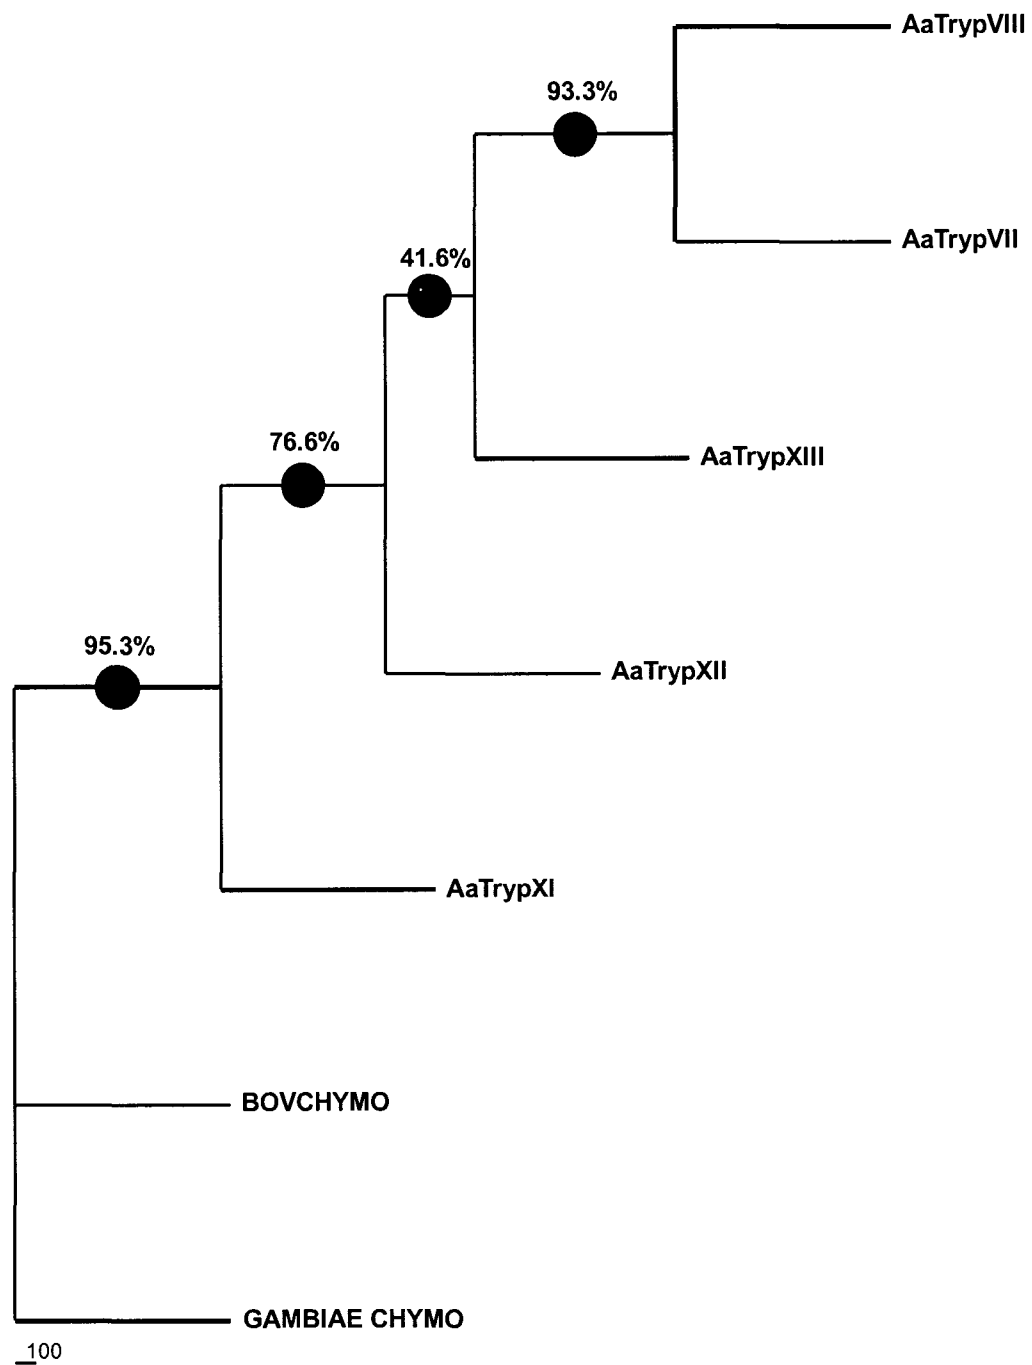 AaTrypVIII
93.3%
AaTrypVII
41.6%
76.6%
AaTrypXIII
95.3%
AaTrypXII
AaTrypXI
BOVCHYMO
GAMBIAE CHYMO
100